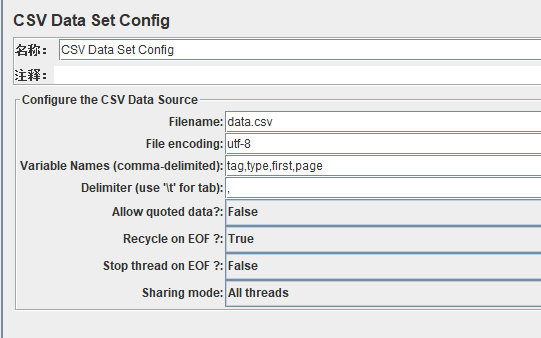 CSV Data Set Config
名称： CSV Data Set Config
注释：
Configure the CSV Data Source
Filename: data.csv
File encoding: utf-8
Variable Names (comma-delimited): tag,type,first,page
Delimiter (use '\t' for tab): ,
Allow quoted data?: False
Recycle on EOF ?: True
Stop thread on EOF ?: False
Sharing mode: All threads